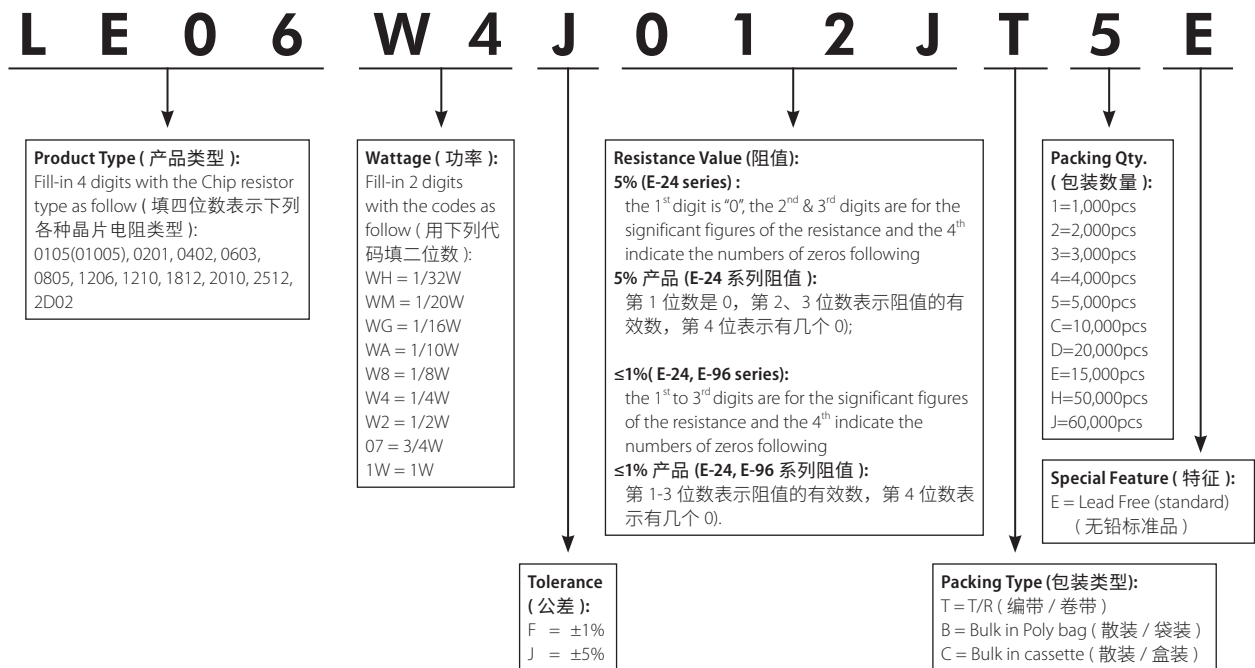 L E 0 6 W 4 J 0 1 2 J T 5 E
Product Type ( 产品类型 ):
Fill-in 4 digits with the Chip resistor
type as follow ( 填四位数表示下列
各种晶片电阻类型 ):
0105(01005), 0201, 0402, 0603,
0805, 1206, 1210, 1812, 2010, 2512,
2D02
Wattage ( 功率 ):
Fill-in 2 digits
with the codes as
follow ( 用下列代
码填二位数 ):
WH = 1/32W
WM = 1/20W
WG = 1/16W
WA = 1/10W
W8 = 1/8W
W4 = 1/4W
W2 = 1/2W
07 = 3/4W
1W = 1W
Resistance Value (阻值):
5% (E-24 series) :
the 1st digit is “0”, the 2nd & 3rd digits are for the
significant figures of the resistance and the 4th
indicate the numbers of zeros following
5% 产品 (E-24 系列阻值 ):
第 1 位数是 0，第 2、3 位数表示阻值的有
效数，第 4 位表示有几个 0);
≤1%( E-24, E-96 series):
the 1st to 3rd digits are for the significant figures
of the resistance and the 4th indicate the
numbers of zeros following
≤1% 产品 (E-24, E-96 系列阻值 ):
第 1-3 位数表示阻值的有效数，第 4 位数表
示有几个 0).
Packing Qty.
( 包装数量 ):
1=1,000pcs
2=2,000pcs
3=3,000pcs
4=4,000pcs
5=5,000pcs
C=10,000pcs
D=20,000pcs
E=15,000pcs
H=50,000pcs
J=60,000pcs
Special Feature ( 特征 ):
E = Lead Free (standard)
( 无铅标准品 )
Tolerance
( 公差 ):
F = ±1%
J = ±5%
Packing Type (包装类型):
T = T/R ( 编带 / 卷带 )
B = Bulk in Poly bag ( 散装 / 袋装 )
C = Bulk in cassette ( 散装 / 盒装 )